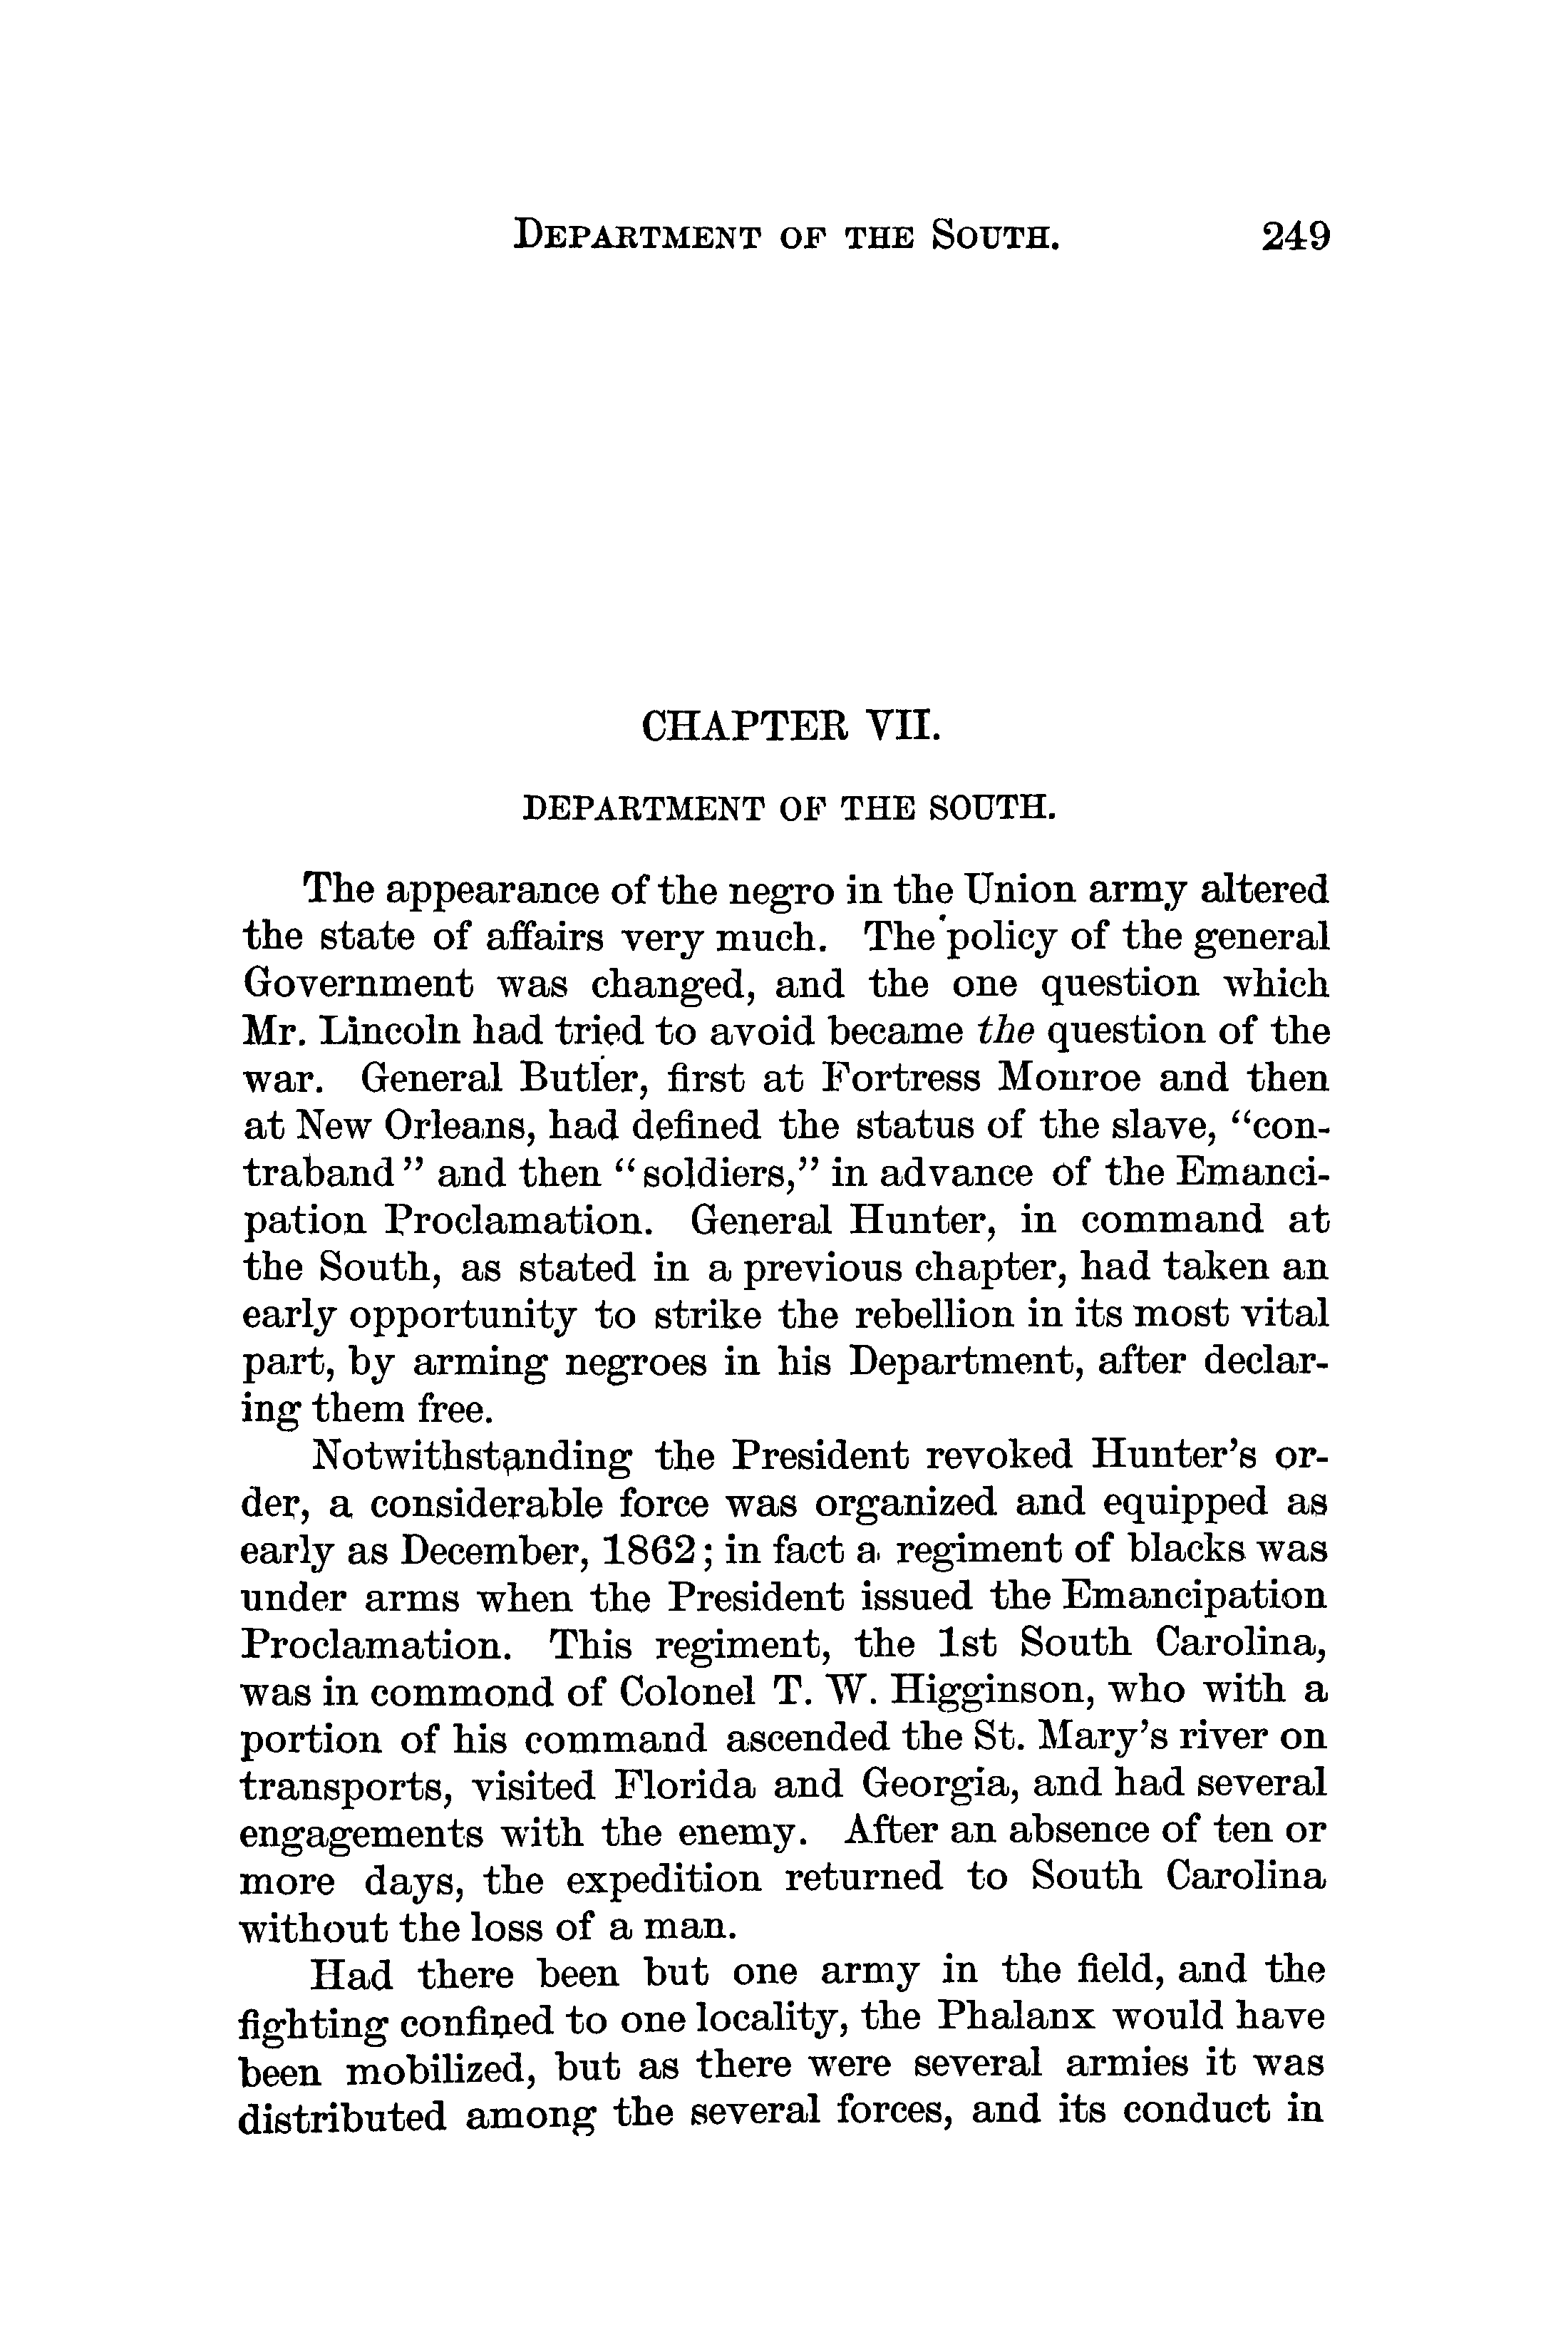 DEPARTMENT OF THE SOUTH. 249
CHAPTER VII.
DEPARTMENT OF THE SOUTH.
The appearance of the negro in the Union army altered
the state of affairs very much. The policy of the general
Government was changed, and the one question which
Mr. Lincoln had tried to avoid became the question of the
war. General Butler, first at Fortress Monroe and then
at New Orleans, had defined the status of the slave, “con-
traband” and then “soldiers,” in advance of the Emanci-
pation Proclamation. General Hunter, in command at
the South, as stated in a previous chapter, had taken an
early opportunity to strike the rebellion in its most vital
part, by arming negroes in his Department, after declar-
ing them free.
Notwithstanding the President revoked Hunter’s or-
der, a considerable force was organized and equipped as
early as December, 1862; in fact a regiment of blacks was
under arms when the President issued the Emancipation
Proclamation. This regiment, the 1st South Carolina,
was in commond of Colonel T. W. Higginson, who with a
portion of his command ascended the St. Mary’s river on
transports, visited Florida and Georgia, and had several
engagements with the enemy. After an absence of ten or
more days, the expedition returned to South Carolina
without the loss of a man.
Had there been but one army in the field, and the
fighting confined to one locality, the Phalanx would have
been mobilized, but as there were several armies it was
distributed among the several forces, and its conduct in